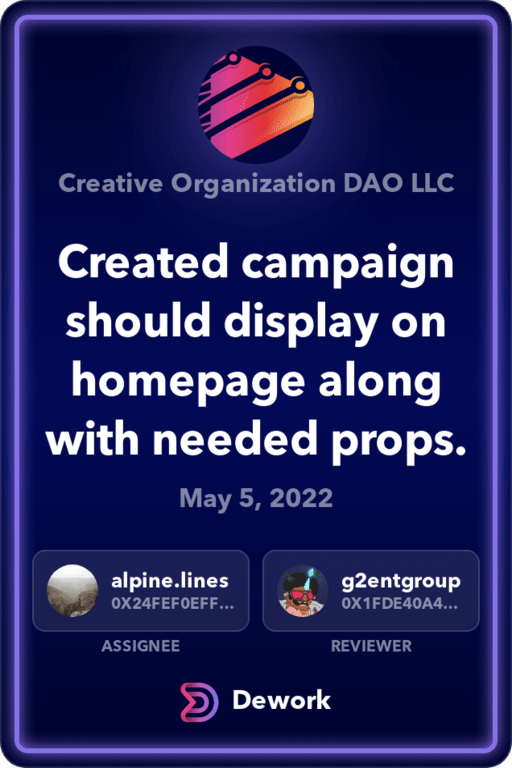 Creative Organization DAO LLC
Created campaign
should display on
homepage along
with needed props.
May 5, 2022
alpine.lines
0X24FEF0EFF...
g2entgroup
0X1FDE40A4...
ASSIGNEE
REVIEWER
Dework